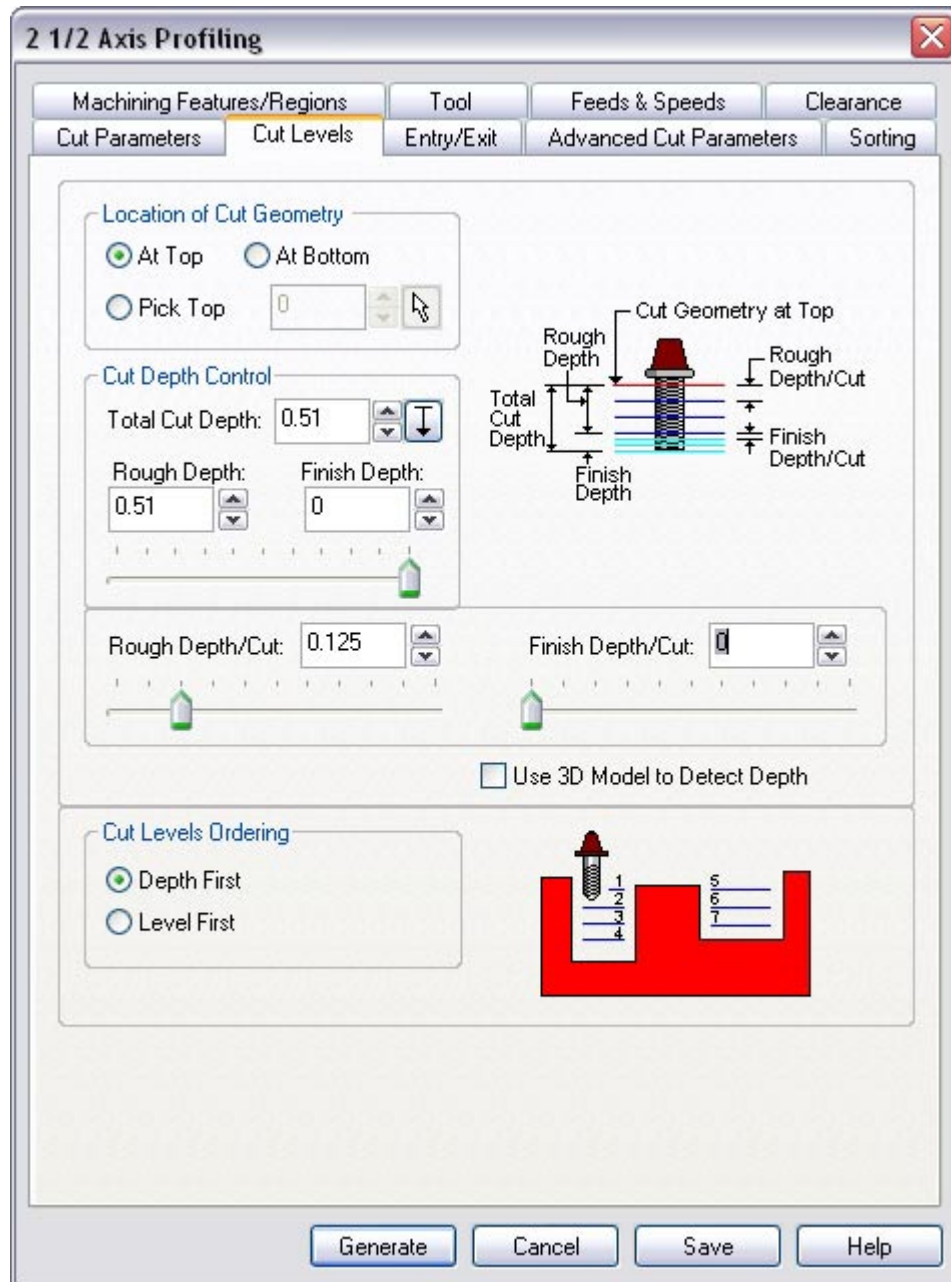 2 1/2 Axis Profiling
Machining Features/Regions Tool Feeds & Speeds Clearance
Cut Parameters Cut Levels Entry/Exit Advanced Cut Parameters Sorting
Location of Cut Geometry
At Top At Bottom
Pick Top 0
Cut Depth Control
Total Cut Depth: 0.51
Rough Depth: Finish Depth:
0.51 0
Cut Geometry at Top
Rough
Depth
Rough
Depth/Cut
Total
Cut
Depth
Finish
Depth/Cut
Finish
Depth
Rough Depth/Cut: 0.125 Finish Depth/Cut: 0
Use 3D Model to Detect Depth
Cut Levels Ordering
Depth First
Level First
1 5
2 6
3 7
4
Generate Cancel Save Help